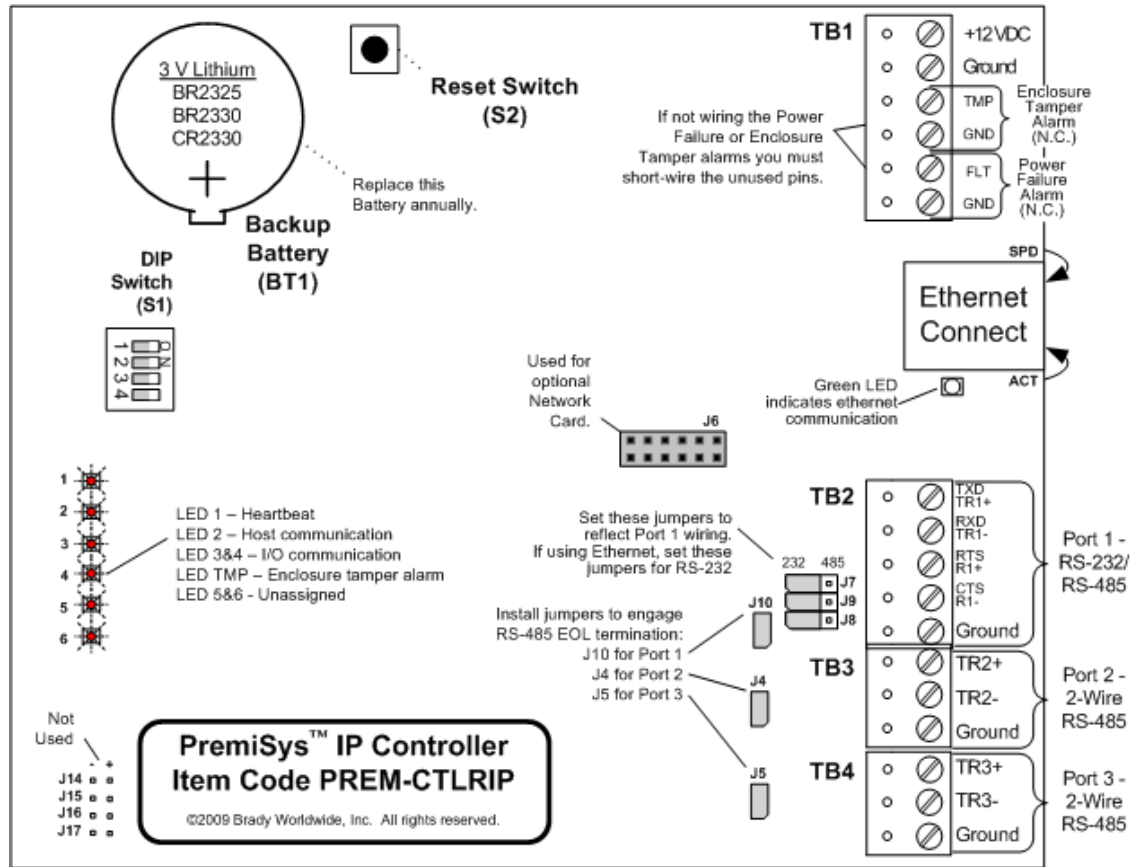 3 V Lithium
BR2325
BR2330
CR2330
Replace this
Battery annually.
Backup
Battery
(BT1)
Reset Switch
(S2)
TB1
+12VDC
Ground
TMP
GND
FLT
GND
Enclosure
Tamper
Alarm
(N.C.)
Power
Failure
Alarm
(N.C.)
If not wiring the Power
Failure or Enclosure
Tamper alarms you must
short-wire the unused pins.
DIP
Switch
(S1)
ON
1
2
3
4
SPD
Ethernet
Connect
ACT
Green LED
indicates ethernet
communication
Used for
optional
Network
Card.
J6
1
2
3
4
5
6
LED 1 – Heartbeat
LED 2 – Host communication
LED 3&4 – I/O communication
LED TMP – Enclosure tamper alarm
LED 5&6 - Unassigned
Set these jumpers to
reflect Port 1 wiring.
If using Ethernet, set these
jumpers for RS-232
232 485
J7
J9
J8
Install jumpers to engage
RS-485 EOL termination:
J10 for Port 1
J4 for Port 2
J5 for Port 3
J10
J4
J5
TB2
TXD
TR1+
RXD
TR1-
RTS
R1+
CTS
R1-
Ground
Port 1 -
RS-232/
RS-485
TB3
TR2+
TR2-
Ground
Port 2 -
2-Wire
RS-485
TB4
TR3+
TR3-
Ground
Port 3 -
2-Wire
RS-485
Not
Used
- +
J14
J15
J16
J17
PremiSys™ IP Controller
Item Code PREM-CTLRIP
©2009 Brady Worldwide, Inc. All rights reserved.